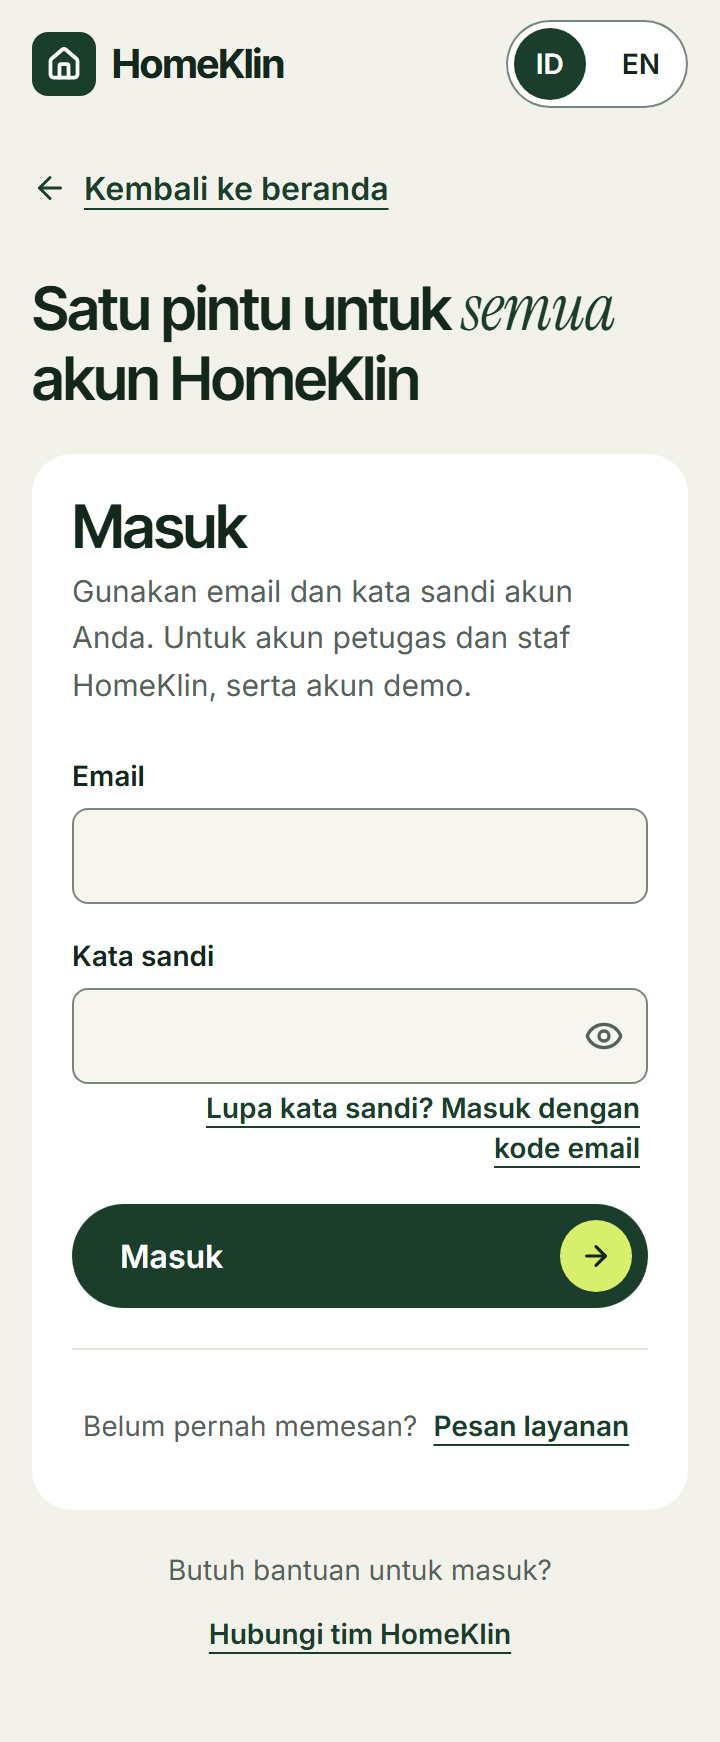 HomeKlin
ID
EN
Kembali ke beranda
Satu pintu untuk semua
akun HomeKlin
Masuk
Gunakan email dan kata sandi akun
Anda. Untuk akun petugas dan staf
HomeKlin, serta akun demo.
Email
Kata sandi
Lupa kata sandi? Masuk dengan
kode email
Masuk
Belum pernah memesan? Pesan layanan
Butuh bantuan untuk masuk?
Hubungi tim HomeKlin